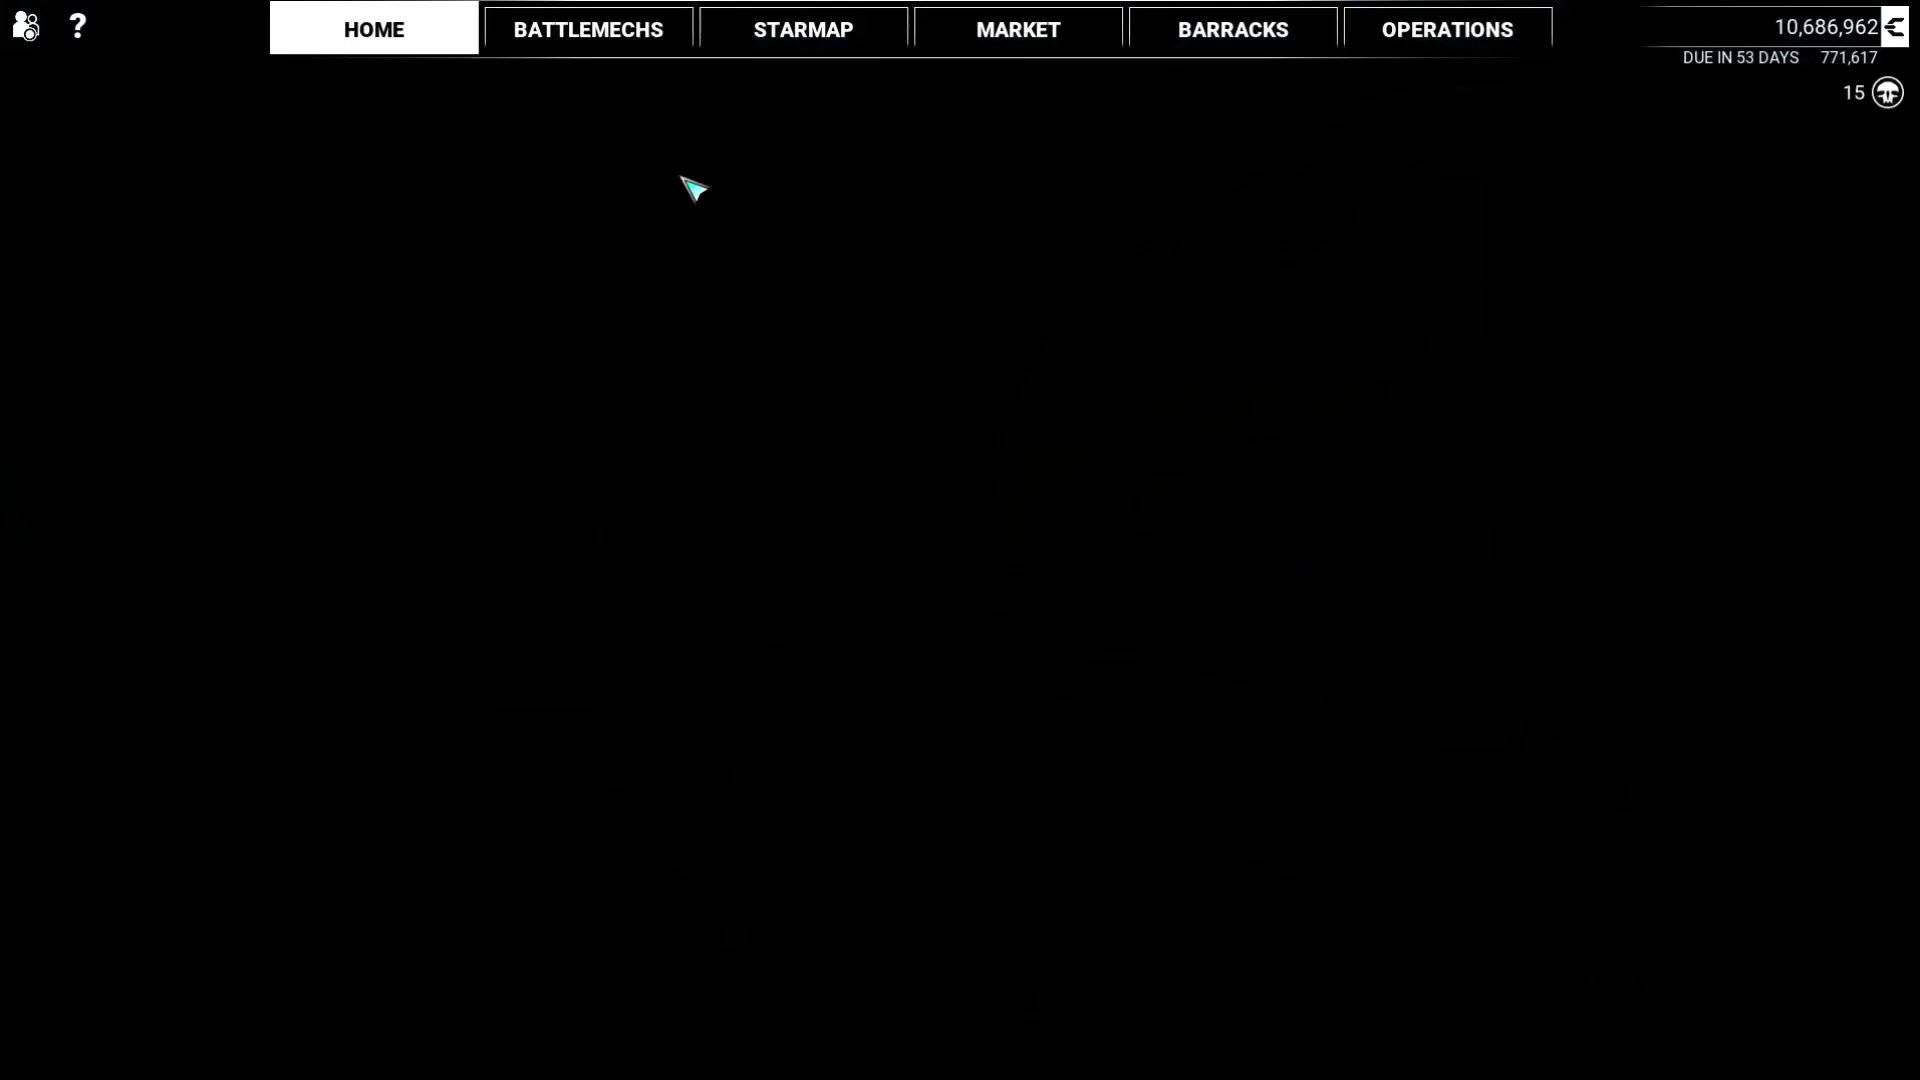 ? HOME BATTLEMECHS STARMAP MARKET BARRACKS OPERATIONS 10,686,962
DUE IN 53 DAYS 771,617
15